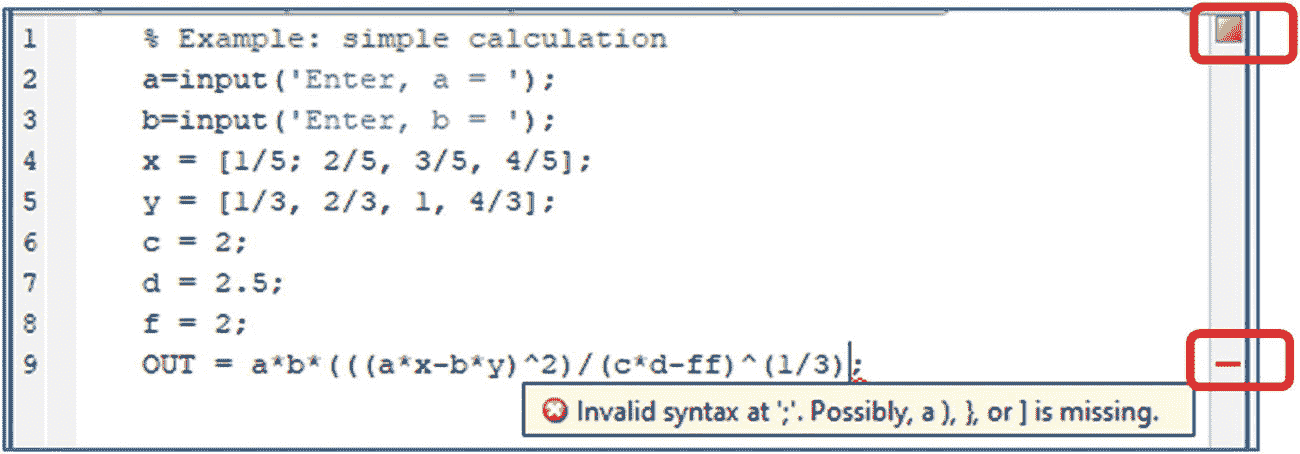 1 % Example: simple calculation
2 a=input('Enter, a = ');
3 b=input('Enter, b = ');
4 x = [1/5; 2/5, 3/5, 4/5];
5 y = [1/3, 2/3, 1, 4/3];
6 c = 2;
7 d = 2.5;
8 f = 2;
9 OUT = a*b*(((a*x-b*y)^2)/(c*d-ff)^(1/3);
Invalid syntax at ';'. Possibly, a ), }, or ] is missing.